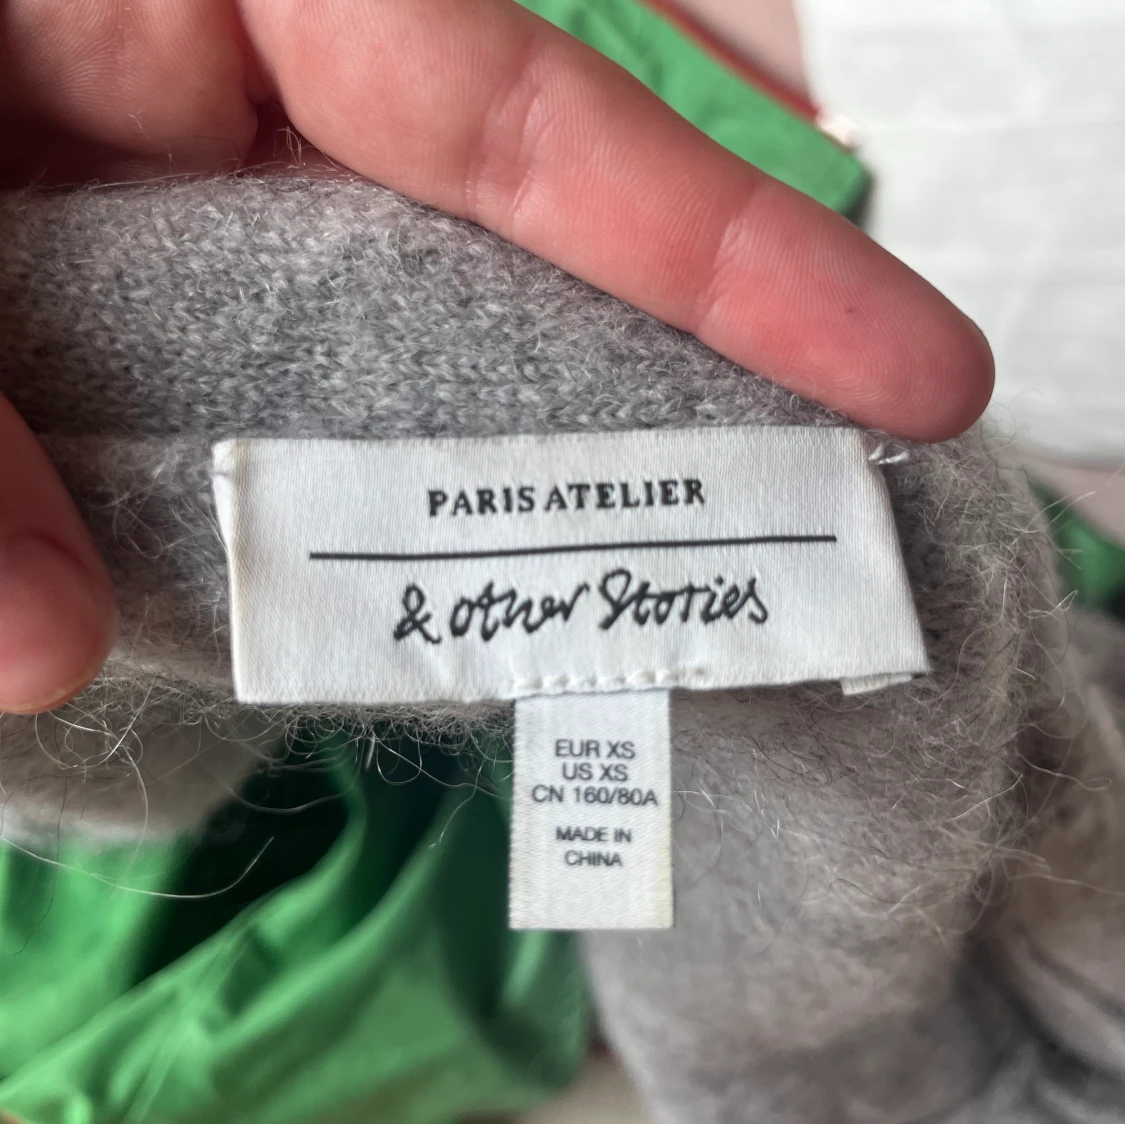 PARIS ATELIER
& other Stories
EUR XS
US XS
CN 160/80A
MADE IN
CHINA